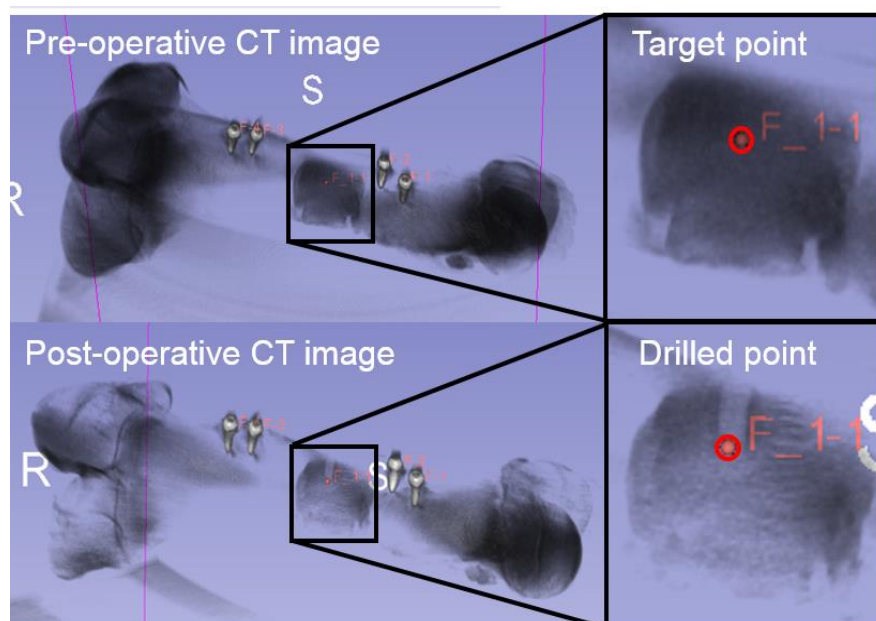 Pre-operative CT image
S
R
Target point
F_1-1
Post-operative CT image
R
S
Drilled point
F_1-1
S